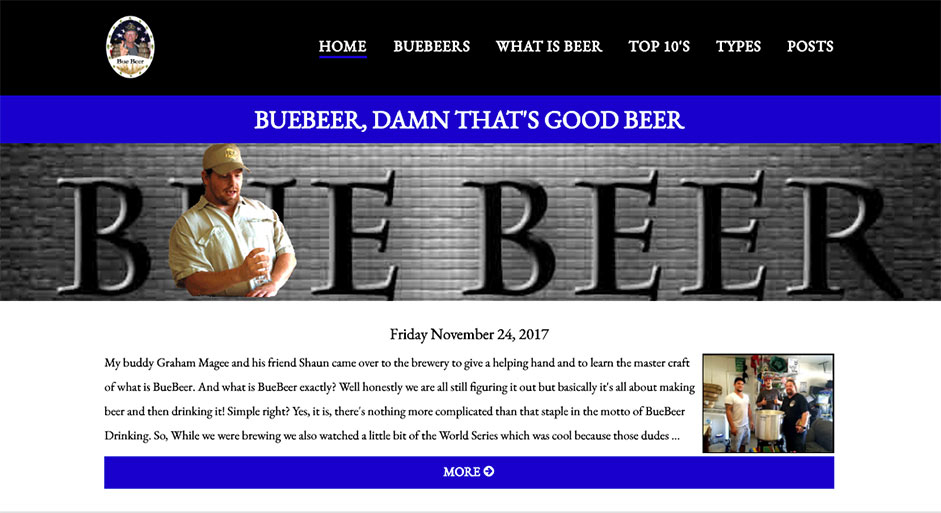 Bue Beer
HOME BUEBEERS WHAT IS BEER TOP 10'S TYPES POSTS
BUEBEER, DAMN THAT'S GOOD BEER
BUE BEER
Friday November 24, 2017
My buddy Graham Magee and his friend Shaun came over to the brewery to give a helping hand and to learn the master craft
of what is BueBeer. And what is BueBeer exactly? Well honestly we are all still figuring it out but basically it's all about making
beer and then drinking it! Simple right? Yes, it is, there's nothing more complicated than that staple in the motto of BueBeer
Drinking. So, While we were brewing we also watched a little bit of the World Series which was cool because those dudes ...
MORE